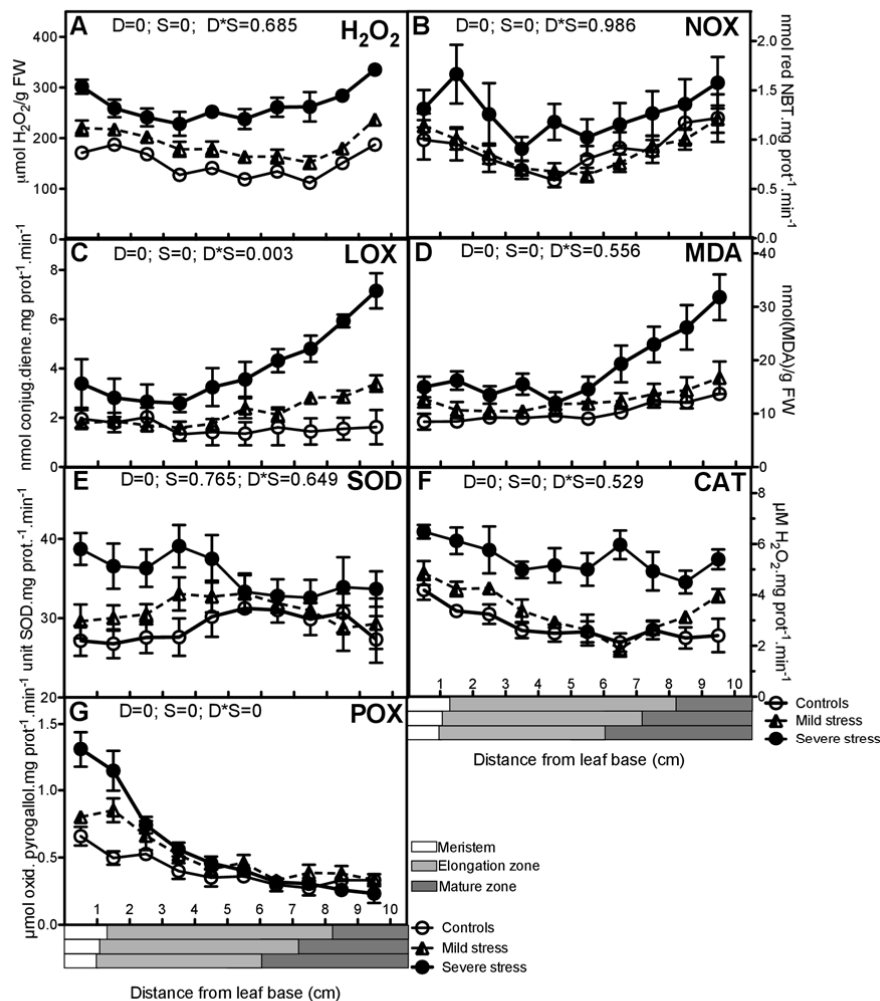 A D=0; S=0; D*S=0.685 H2O2
450
300
200
100
0
µmol H2O2/g FW
B D=0; S=0; D*S=0.986 NOX
2.0
1.5
1.0
0.5
0.0
nmol red NBT.mg prot-1.min-1
C D=0; S=0; D*S=0.003 LOX
8
6
4
2
0
nmol conjug.diene.mg prot-1.min-1
D D=0; S=0; D*S=0.556 MDA
40
30
20
10
0
nmol(MDA)/g FW
E D=0; S=0.765; D*S=0.649 SOD
40
30
unit SOD.mg prot.-1.min-1
F D=0; S=0; D*S=0.529 CAT
8
6
4
2
0
µM H2O2.mg prot-1.min-1
1 2 3 4 5 6 7 8 9 10
Controls
Mild stress
Severe stress
Distance from leaf base (cm)
G D=0; S=0; D*S=0 POX
1.5
1.0
0.5
0.0
µmol oxid. pyrogallol.mg prot-1.min-1
Meristem
Elongation zone
Mature zone
1 2 3 4 5 6 7 8 9 10
Controls
Mild stress
Severe stress
Distance from leaf base (cm)